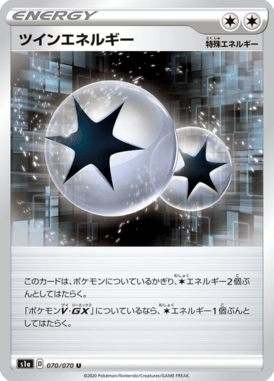 ENERGY
ツインエネルギー
とくしゅ
特殊エネルギー
このカードは、ポケモンについているかぎり、エネルギー2個ぶんとしてはたらく。
「ポケモンV・GX」についているなら、エネルギー1個ぶんとしてはたらく。
s1a D 070/070 U
©2020 Pokémon/Nintendo/Creatures/GAME FREAK.